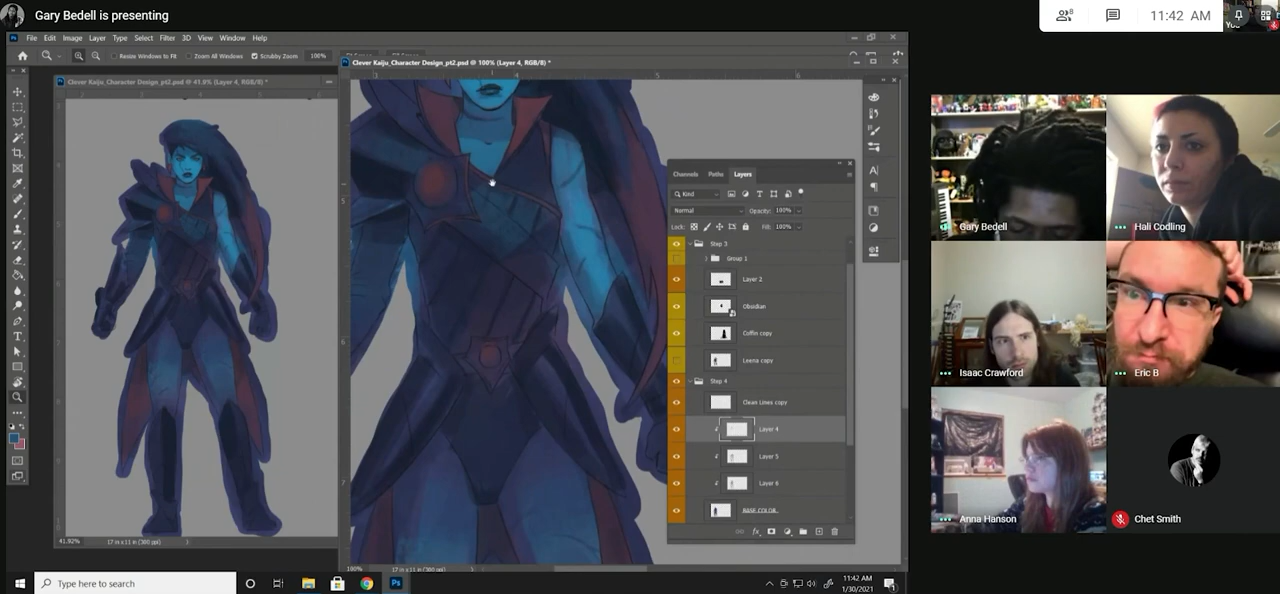 Gary Bedell is presenting
8
11:42 AM
You
File Edit Image Layer Type Select Filter 3D View Window Help
Resize Windows to Fit Zoom All Windows Scrubby Zoom 100%
Clever Kaiju_Character Design_pt2.psd @ 41.9% (Layer 4, RGB/8) *
Clever Kaiju_Character Design_pt2.psd @ 100% (Layer 4, RGB/8) *
Channels Paths Layers
Kind
Normal Opacity: 100%
Lock: Fill: 100%
Step 3
Group 1
Layer 2
Obsidian
Coffin copy
Leena copy
Step 4
Clean Lines copy
Layer 4
Layer 5
Layer 6
BASE COLOR
41.92% 17 in x 11 in (300 ppi)
100% 17 in x 11 in (300 ppi)
Gary Bedell
Hali Codling
Isaac Crawford
Eric B
Anna Hanson
Chet Smith
Type here to search
11:42 AM
1/30/2021